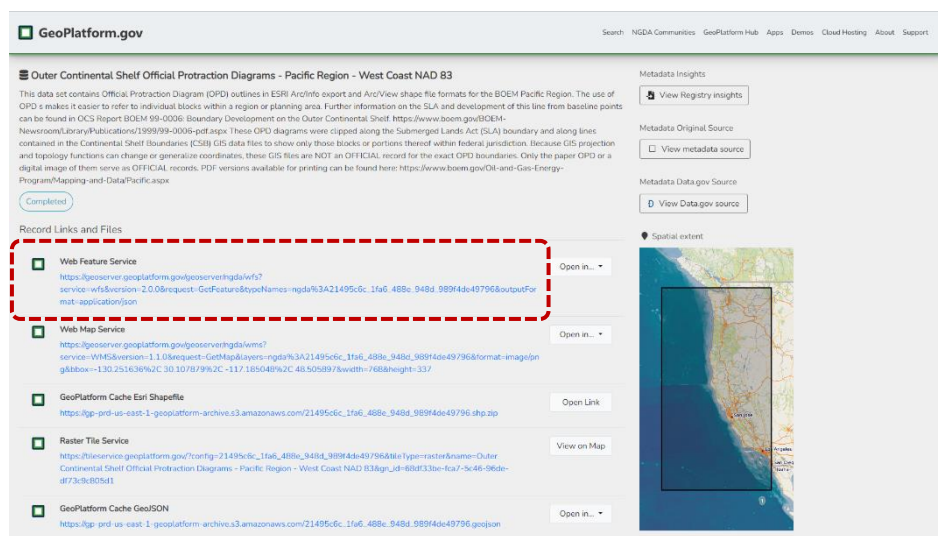 GeoPlatform.gov
Search NGDA Communities GeoPlatform Hub Apps Demos Cloud Hosting About Support
Outer Continental Shelf Official Protraction Diagrams - Pacific Region - West Coast NAD 83
This data set contains Official Protraction Diagram (OPD) outlines in ESRI Arc/Info export and Arc/View shape file formats for the BOEM Pacific Region. The use of
OPD s makes it easier to refer to individual blocks within a region or planning area. Further information on the SLA and development of this line from baseline points
can be found in OCS Report BOEM 99-0006: Boundary Development on the Outer Continental Shelf. https://www.boem.gov/BOEM-
Newsroom/Library/Publications/1999/99-0006-pdf.aspx These OPD diagrams were clipped along the Submerged Lands Act (SLA) boundary and along lines
contained in the Continental Shelf Boundaries (CSB) GIS data files to show only those blocks or portions thereof within federal jurisdiction. Because GIS projection
and topology functions can change or generalize coordinates, these GIS files are NOT an OFFICIAL record for the exact OPD boundaries. Only the paper OPD or a
digital image of them serve as OFFICIAL records. PDF versions available for printing can be found here: https://www.boem.gov/Oil-and-Gas-Energy-
Program/Mapping-and-Data/Pacific.aspx
Completed
Record Links and Files
Web Feature Service
https://geoserver.geoplatform.gov/geoserver/ngda/wfs?
service=wfs&version=2.0.0&request=GetFeature&typeNames=ngda%3A21495c6c_1fa6_488e_948d_989f4de49796&outputFor
mat=application/json
Open in...
Web Map Service
https://geoserver.geoplatform.gov/geoserver/ngda/wms?
service=WMS&version=1.1.0&request=GetMap&layers=ngda%3A21495c6c_1fa6_488e_948d_989f4de49796&format=image/pn
g&bbox=-130.251636%2C 30.107879%2C -117.185048%2C 48.505897&width=768&height=337
Open in...
GeoPlatform Cache Esri Shapefile
https://gp-prd-us-east-1-geoplatform-archive.s3.amazonaws.com/21495c6c_1fa6_488e_948d_989f4de49796.shp.zip
Open Link
Raster Tile Service
https://tileservice.geoplatform.gov/?config=21495c6c_1fa6_488e_948d_989f4de49796&tileType=raster&name=Outer
Continental Shelf Official Protraction Diagrams - Pacific Region - West Coast NAD 83&gn_id=68df33be-fca7-5c46-96de-
df73c9c805d1
View on Map
GeoPlatform Cache GeoJSON
https://gp-prd-us-east-1-geoplatform-archive.s3.amazonaws.com/21495c6c_1fa6_488e_948d_989f4de49796.geojson
Open in...
Metadata Insights
View Registry insights
Metadata Original Source
View metadata source
Metadata Data.gov Source
View Data.gov source
Spatial extent
San Jose
Los Angeles
San Diego